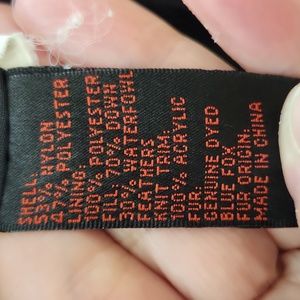 SHELL:
53% NYLON
47% POLYESTER
LINING:
100% POLYESTER
FILL: 70% DOWN
30% WATERFOWL
FEATHERS
KNIT TRIM:
100% ACRYLIC
FUR:
GENUINE DYED
BLUE FOX
FUR ORIGIN:
MADE IN CHINA